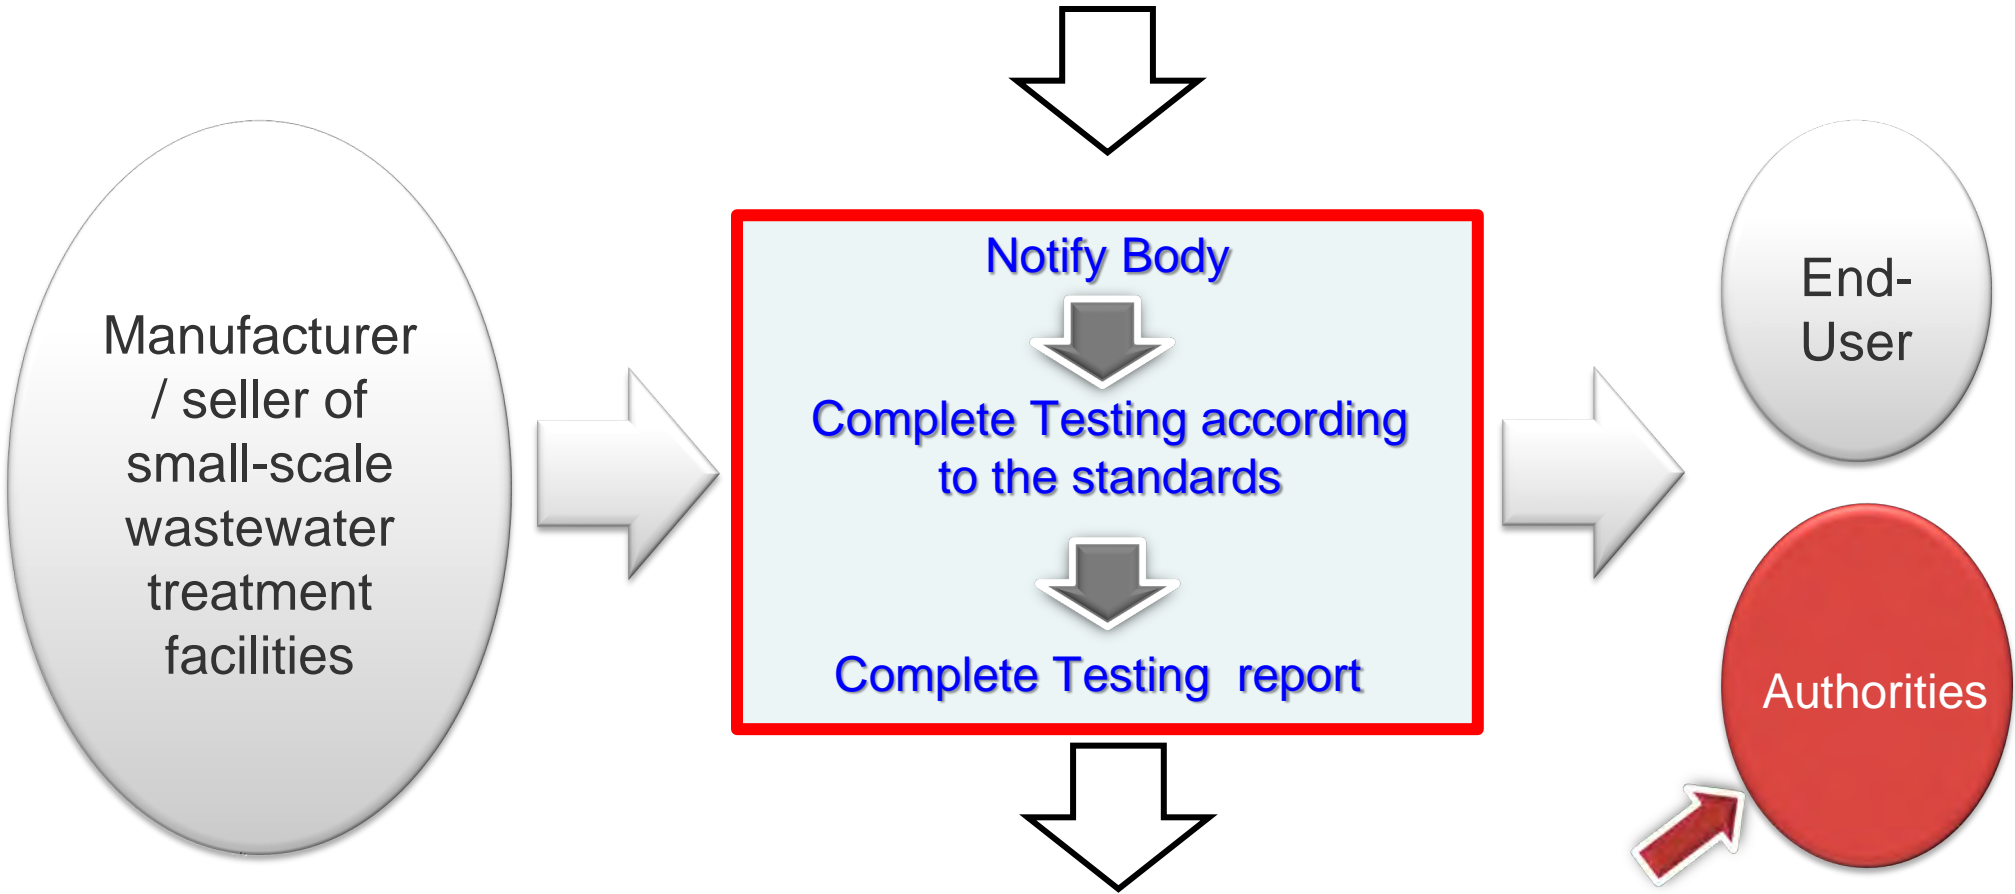 Manufacturer
/ seller of
small-scale
wastewater
treatment
facilities
Notify Body
Complete Testing according
to the standards
Complete Testing  report
End-
User
Authorities